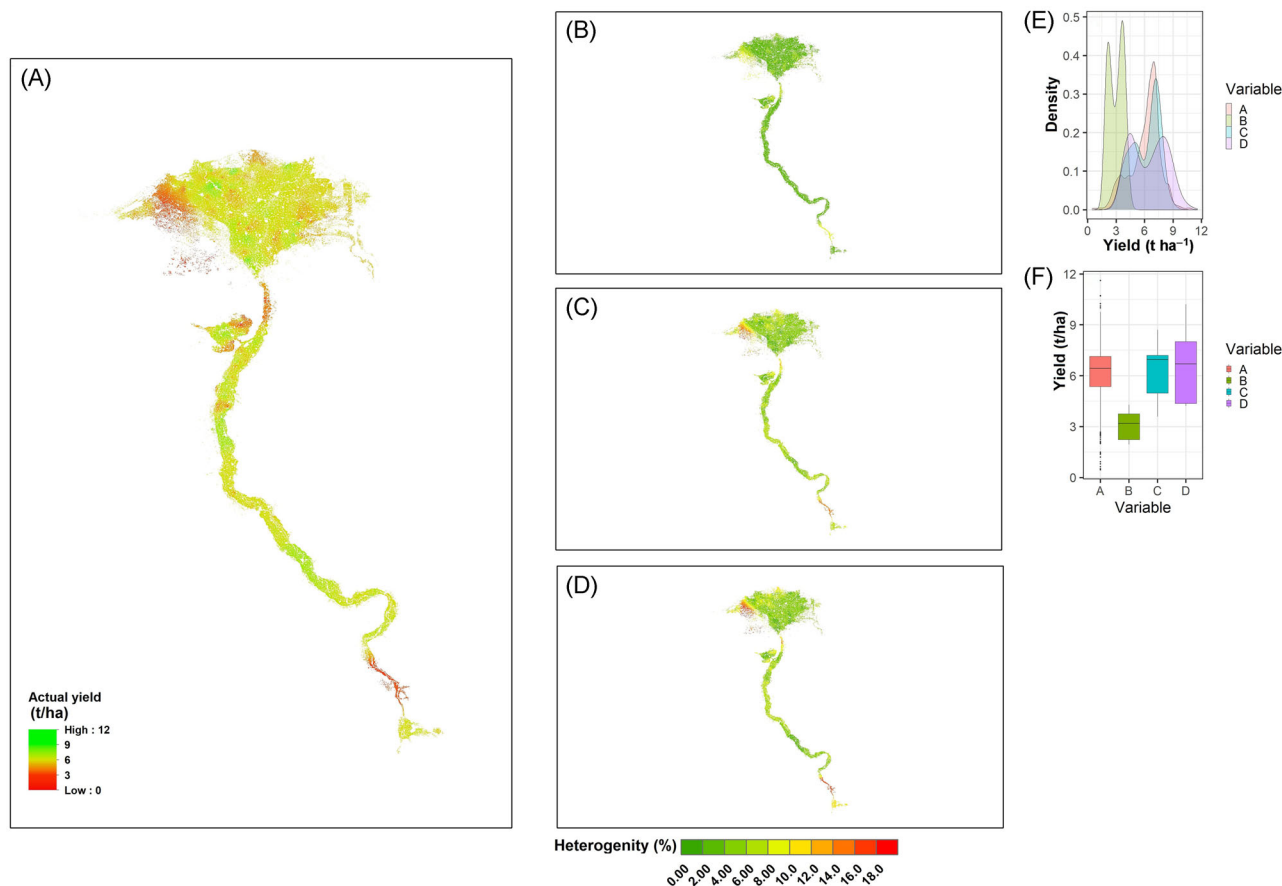 (A)
Actual yield
(t/ha)
High : 12
9
6
3
Low : 0
(B)
(C)
(D)
Heterogenity (%)
0.00 2.00 4.00 6.00 8.00 10.0 12.0 14.0 16.0 18.0
(E)
0.5
0.4
0.3
0.2
0.1
0.0
Density
0 3 6 9 12
Yield (t ha⁻¹)
Variable
A
B
C
D
(F)
12
9
6
3
0
Yield (t/ha)
A B C D
Variable
Variable
A
B
C
D